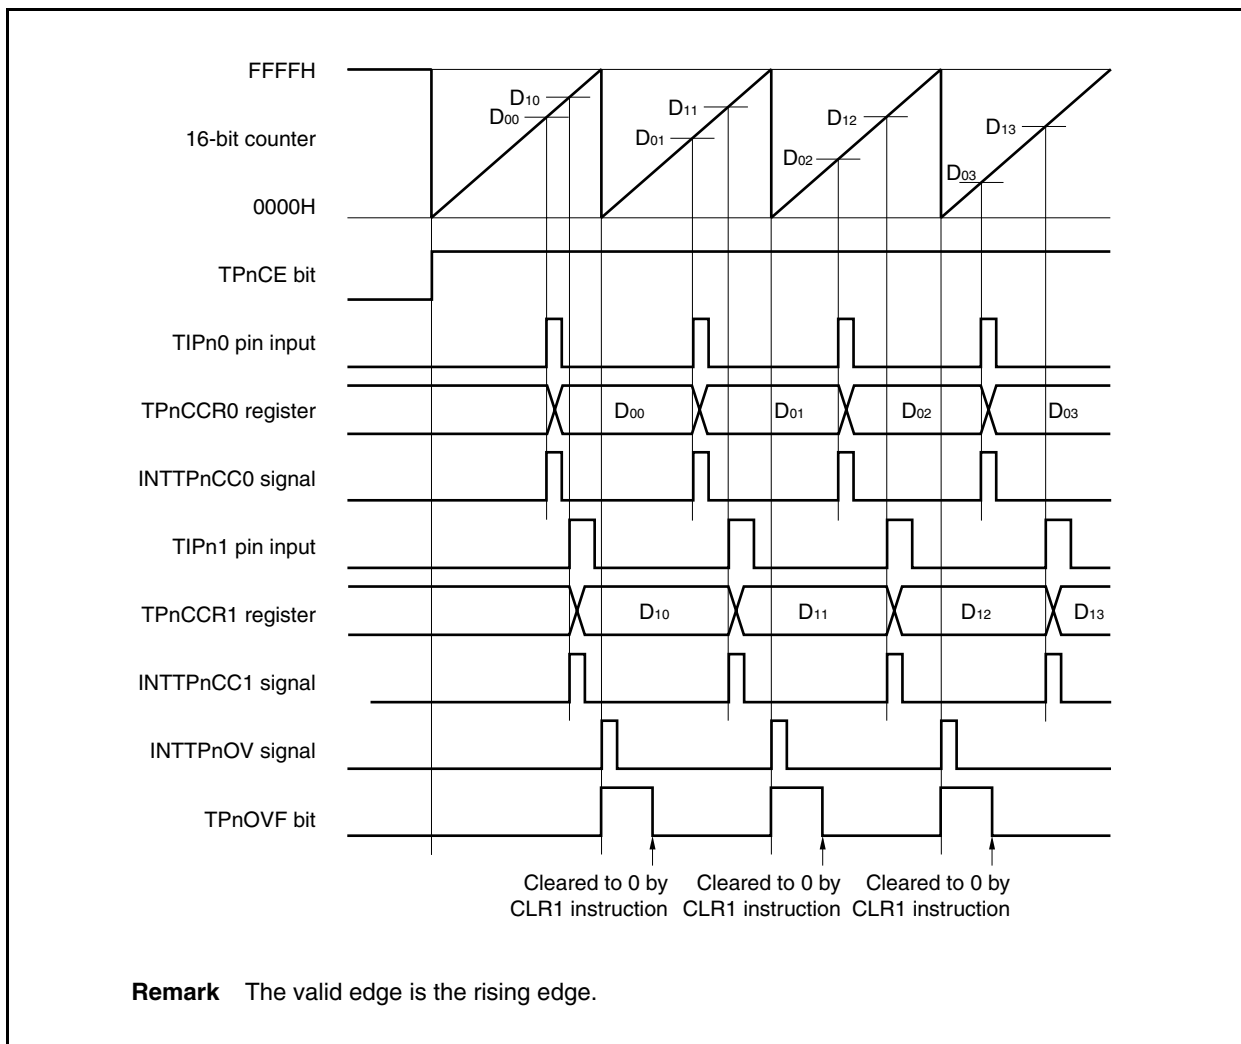 FFFFH
16-bit counter
0000H
D10
D00
D11
D01
D12
D02
D13
D03
TPnCE bit
TIPn0 pin input
TPnCCR0 register
D00
D01
D02
D03
INTTPnCC0 signal
TIPn1 pin input
TPnCCR1 register
D10
D11
D12
D13
INTTPnCC1 signal
INTTPnOV signal
TPnOVF bit
Cleared to 0 by
CLR1 instruction
Cleared to 0 by
CLR1 instruction
Cleared to 0 by
CLR1 instruction
Remark The valid edge is the rising edge.